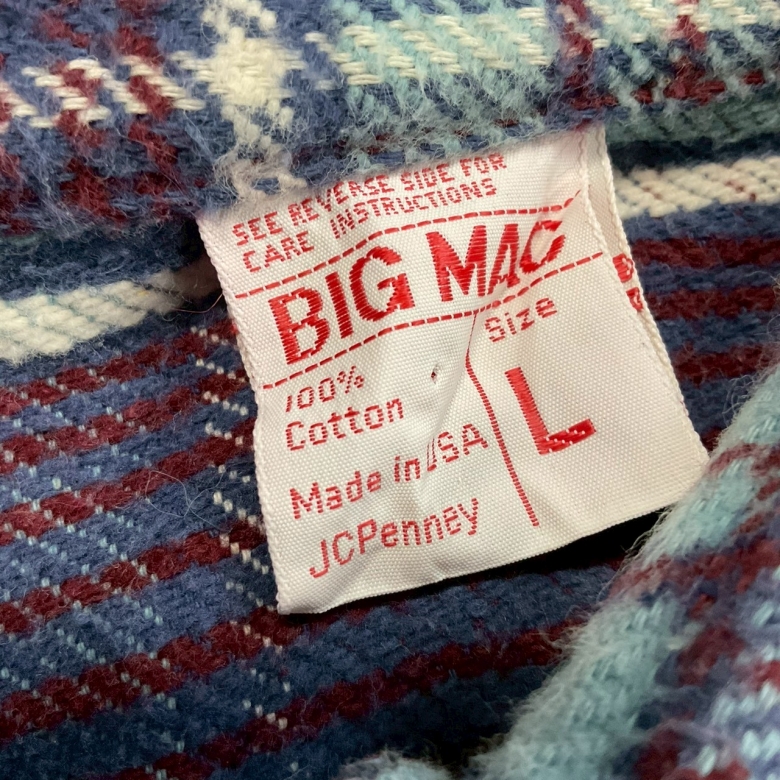 SEE REVERSE SIDE FOR
CARE INSTRUCTIONS
BIG MAC
100%
Cotton
Made in USA
JCPenney
Size
L